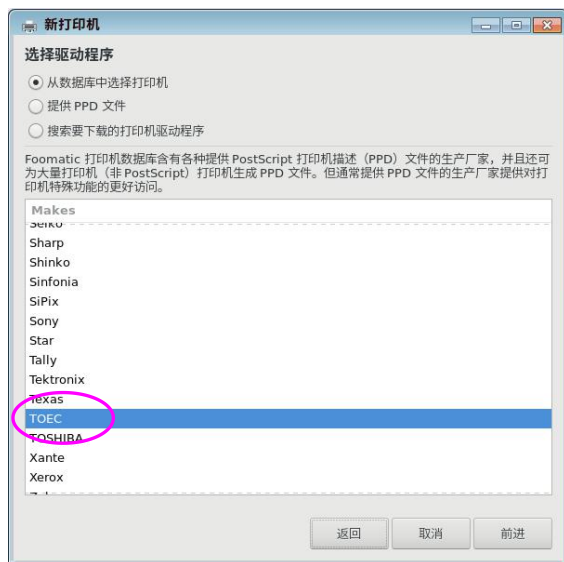 新打印机
选择驱动程序
从数据库中选择打印机
提供 PPD 文件
搜索要下载的打印机驱动程序
Foomatic 打印机数据库含有各种提供 PostScript 打印机描述（PPD）文件的生产厂家，并且还可
为大量打印机（非 PostScript）打印机生成 PPD 文件。但通常提供 PPD 文件的生产厂家提供对打
印机特殊功能的更好访问。
Makes
Seiko
Sharp
Shinko
Sinfonia
SiPix
Sony
Star
Tally
Tektronix
Texas
TOEC
TOSHIBA
Xante
Xerox
返回 取消 前进